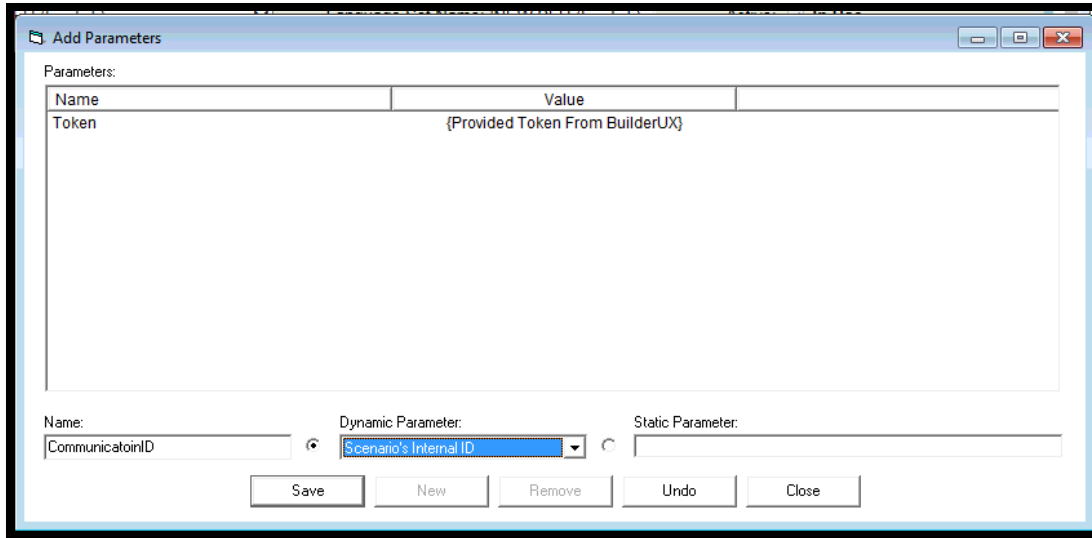 Add Parameters
Parameters:
Name Value
Token {Provided Token From BuilderUX}
Name: Dynamic Parameter: Static Parameter:
CommunicatoinID Scenario's Internal ID
Save New Remove Undo Close